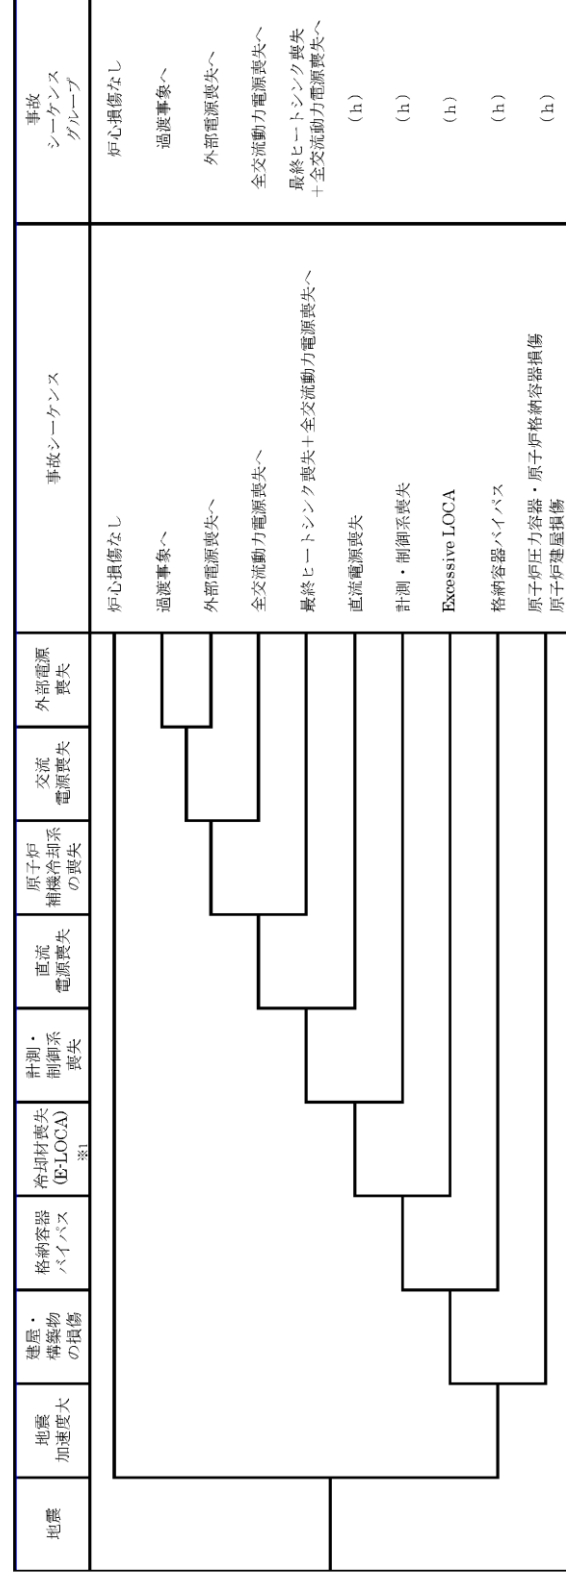 地震
地震
加速度大
建屋・
構築物
の損傷
格納容器
バイパス
冷却材喪失
(E-LOCA)
※1
計測・
制御系
喪失
直流
電源喪失
原子炉
補機冷却系
の喪失
交流
電源喪失
外部電源
喪失
事故シーケンス
事故
シーケンス
グループ
炉心損傷なし
炉心損傷なし
過渡事象へ
過渡事象へ
外部電源喪失へ
外部電源喪失へ
全交流動力電源喪失へ
全交流動力電源喪失へ
最終ヒートシンク喪失＋全交流動力電源喪失へ
最終ヒートシンク喪失
＋全交流動力電源喪失へ
直流電源喪失
(h)
計測・制御系喪失
(h)
Excessive LOCA
(h)
格納容器バイパス
(h)
原子炉圧力容器・原子炉格納容器損傷
原子炉建屋損傷
(h)